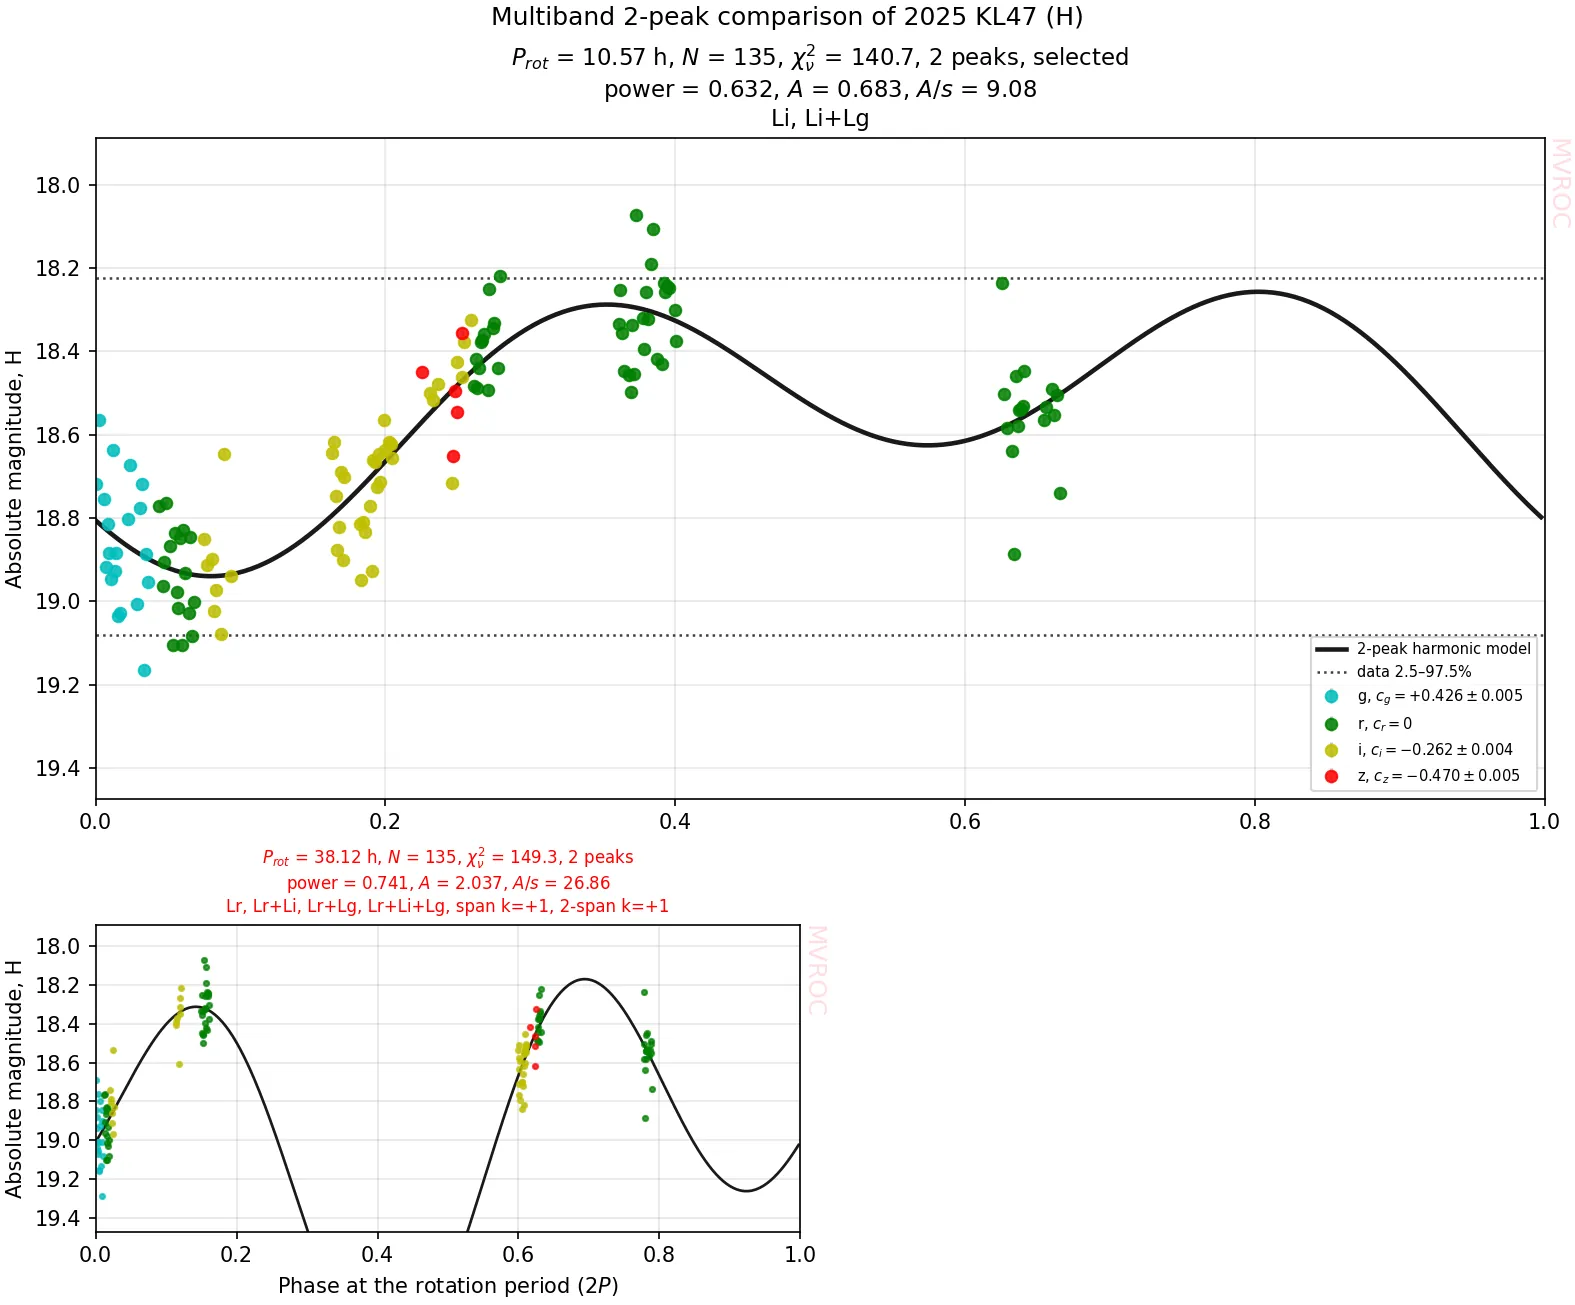 Multiband 2-peak comparison of 2025 KL47 (H)
P_rot = 10.57 h, N = 135, χ²_ν = 140.7, 2 peaks, selected
power = 0.632, A = 0.683, A/s = 9.08
Li, Li+Lg
Absolute magnitude, H
18.0
18.2
18.4
18.6
18.8
19.0
19.2
19.4
0.0 0.2 0.4 0.6 0.8 1.0
2-peak harmonic model
data 2.5–97.5%
g, c_g = +0.426 ± 0.005
r, c_r = 0
i, c_i = −0.262 ± 0.004
z, c_z = −0.470 ± 0.005
MVROC
P_rot = 38.12 h, N = 135, χ²_ν = 149.3, 2 peaks
power = 0.741, A = 2.037, A/s = 26.86
Lr, Lr+Li, Lr+Lg, Lr+Li+Lg, span k=+1, 2-span k=+1
Absolute magnitude, H
18.0
18.2
18.4
18.6
18.8
19.0
19.2
19.4
0.0 0.2 0.4 0.6 0.8 1.0
Phase at the rotation period (2P)
MVROC